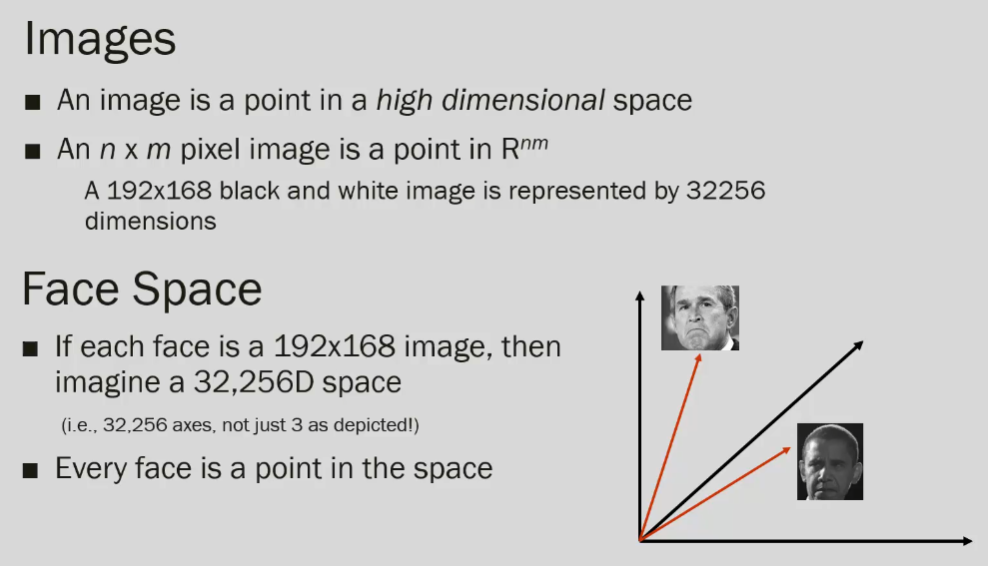 Images
■ An image is a point in a high dimensional space
■ An n x m pixel image is a point in Rⁿᵐ
A 192x168 black and white image is represented by 32256
dimensions
Face Space
■ If each face is a 192x168 image, then
imagine a 32,256D space
(i.e., 32,256 axes, not just 3 as depicted!)
■ Every face is a point in the space